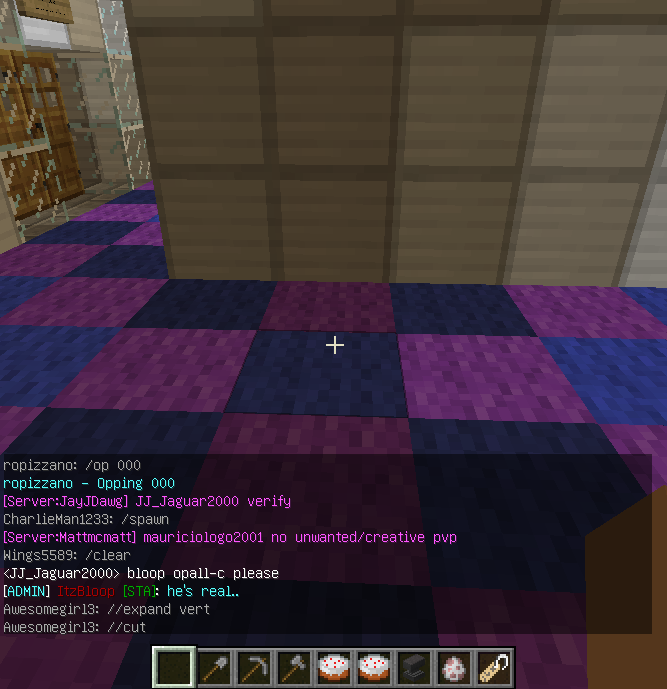 ropizzano: /op 000
ropizzano - Opping 000
[Server:JayJDawg] JJ_Jaguar2000 verify
CharlieMan1233: /spawn
[Server:Mattmcmatt] mauriciologo2001 no unwanted/creative pvp
Wings5589: /clear
<JJ_Jaguar2000> bloop opall-c please
[ADMIN] ItzBloop [STA]: he's real..
Awesomegirl3: //expand vert
Awesomegirl3: //cut